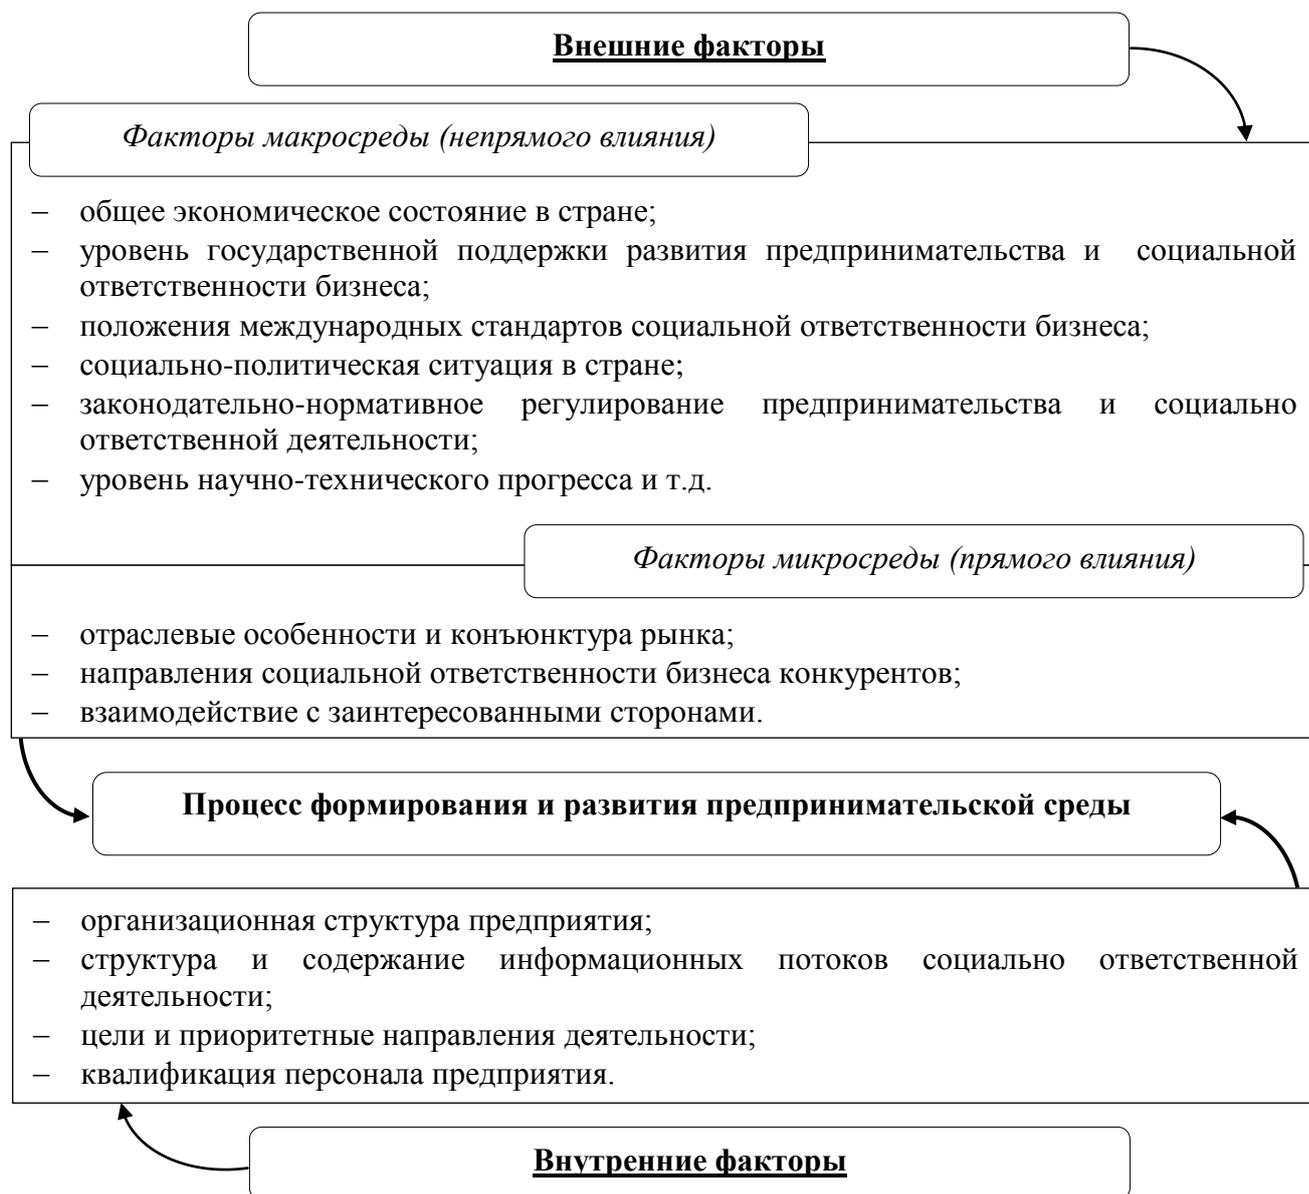 Внешние факторы
Факторы макросреды (непрямого влияния)
– общее экономическое состояние в стране;
– уровень государственной поддержки развития предпринимательства и социальной
ответственности бизнеса;
– положения международных стандартов социальной ответственности бизнеса;
– социально-политическая ситуация в стране;
– законодательно-нормативное регулирование предпринимательства и социально
ответственной деятельности;
– уровень научно-технического прогресса и т.д.
Факторы микросреды (прямого влияния)
– отраслевые особенности и конъюнктура рынка;
– направления социальной ответственности бизнеса конкурентов;
– взаимодействие с заинтересованными сторонами.
Процесс формирования и развития предпринимательской среды
– организационная структура предприятия;
– структура и содержание информационных потоков социально ответственной
деятельности;
– цели и приоритетные направления деятельности;
– квалификация персонала предприятия.
Внутренние факторы